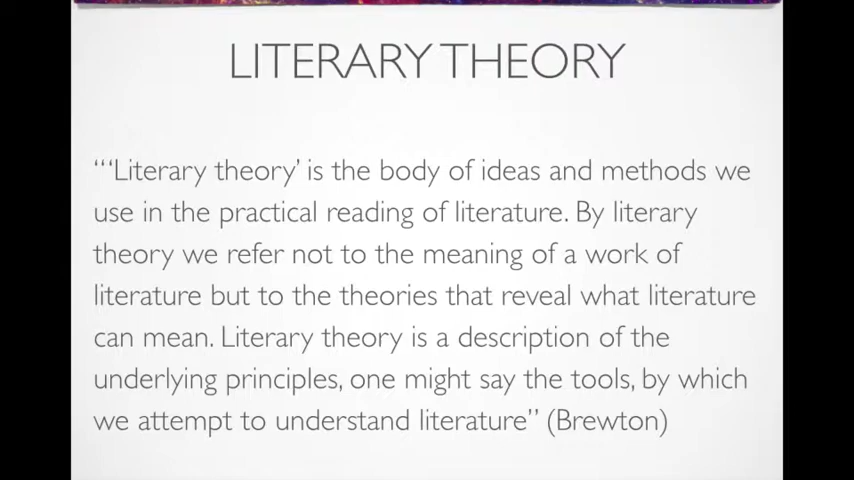 LITERARY THEORY
“‘Literary theory’ is the body of ideas and methods we
use in the practical reading of literature. By literary
theory we refer not to the meaning of a work of
literature but to the theories that reveal what literature
can mean. Literary theory is a description of the
underlying principles, one might say the tools, by which
we attempt to understand literature” (Brewton)